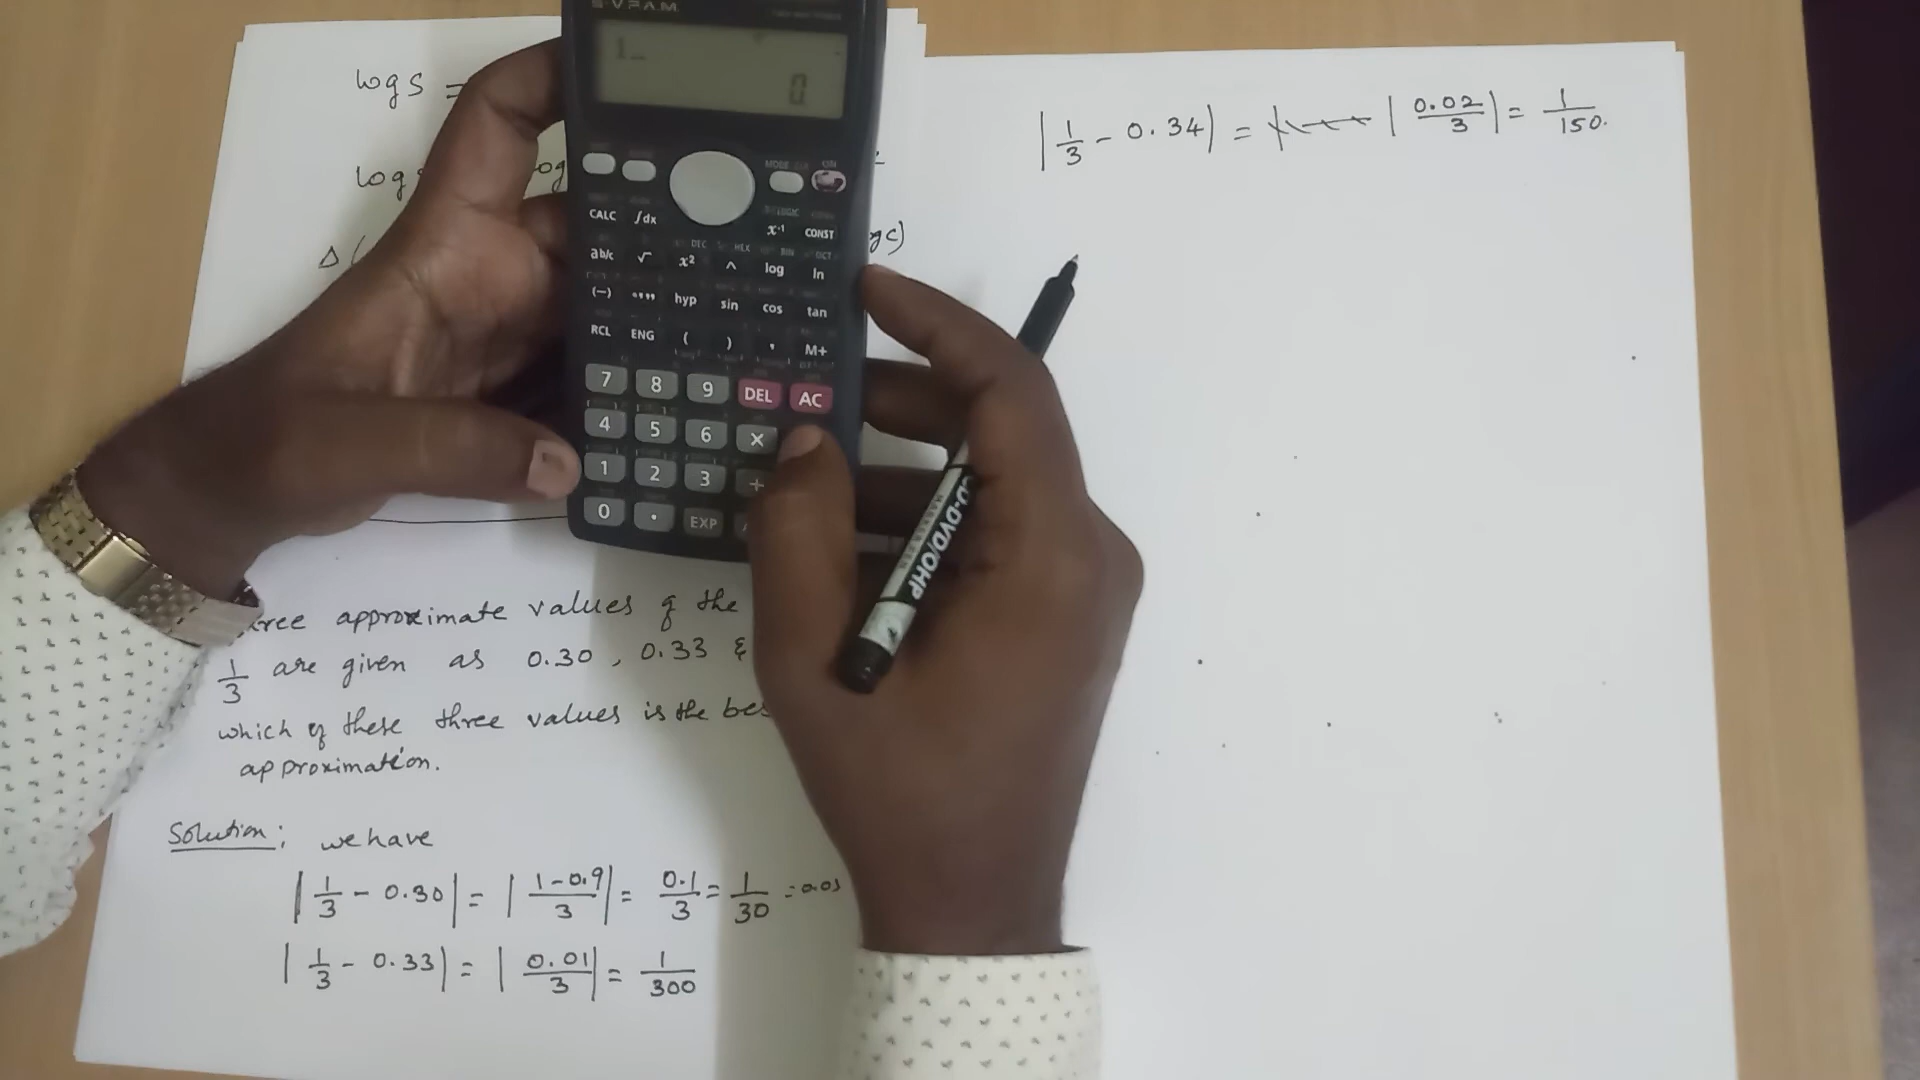 log s =
log
Δ(
gc)
approximate values of the
1/3 are given as 0.30, 0.33 &
which of these three values is the
approximation.
Solution: we have
|1/3 - 0.30| = |1-0.9/3| = 0.1/3 = 1/30
|1/3 - 0.33| = |0.01/3| = 1/300
|1/3 - 0.34| = |0.02/3| = 1/150.
S-V.P.A.M.
1_
0
MODE ON
CALC ∫dx x⁻¹ CONST
ab/c √ x² ^ log ln
(−) °'" hyp sin cos tan
RCL ENG ( ) , M+
7 8 9 DEL AC
4 5 6 ×
1 2 3 +
0 . EXP
CD-DVD/OHP